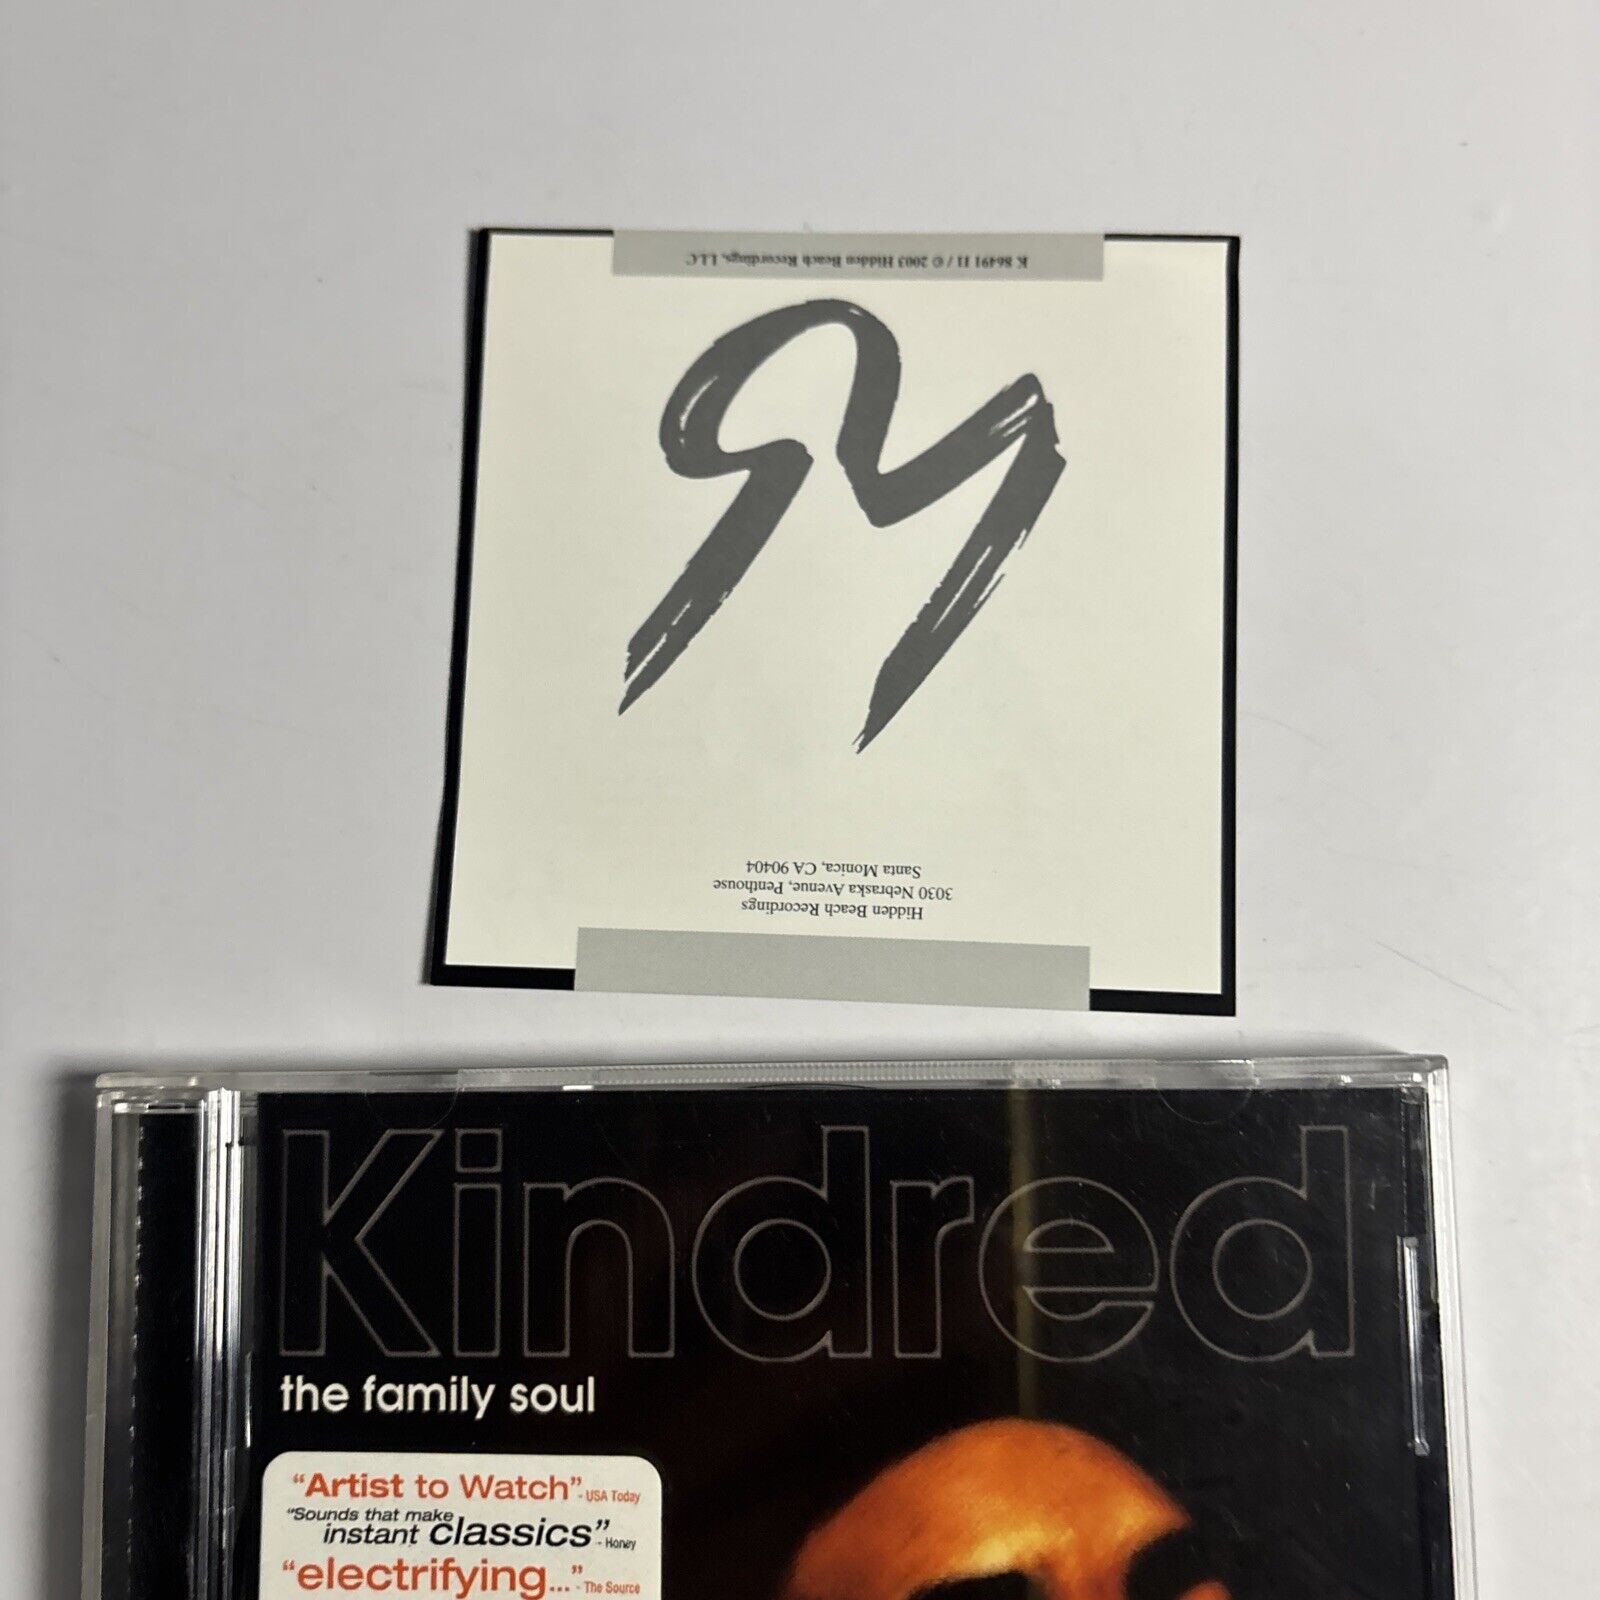 K 86491 II / © 2003 Hidden Beach Recordings, LLC.
Hidden Beach Recordings
3030 Nebraska Avenue, Penthouse
Santa Monica, CA 90404
Kindred
the family soul
“Artist to Watch” - USA Today
“Sounds that make
instant classics” - Honey
“electrifying...” - The Source